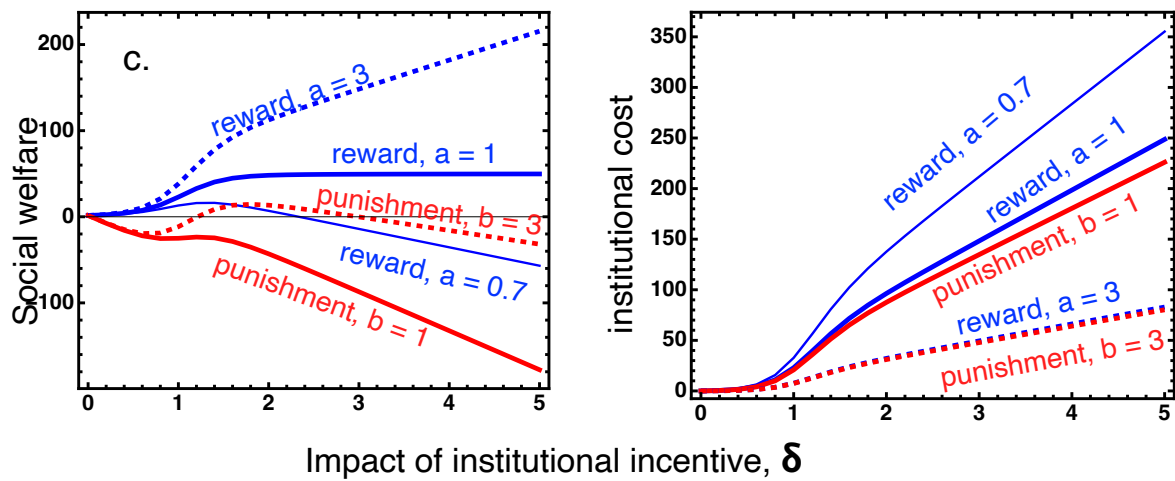 c.
Social welfare
200
100
0
-100
reward, a = 3
reward, a = 1
punishment, b = 3
reward, a = 0.7
punishment, b = 1
0 1 2 3 4 5
institutional cost
350
300
250
200
150
100
50
0
reward, a = 0.7
reward, a = 1
punishment, b = 1
reward, a = 3
punishment, b = 3
0 1 2 3 4 5
Impact of institutional incentive, δ